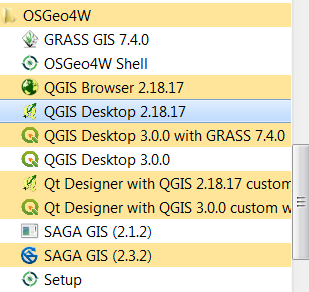 OSGeo4W
GRASS GIS 7.4.0
OSGeo4W Shell
QGIS Browser 2.18.17
QGIS Desktop 2.18.17
QGIS Desktop 3.0.0 with GRASS 7.4.0
QGIS Desktop 3.0.0
Qt Designer with QGIS 2.18.17 custom
Qt Designer with QGIS 3.0.0 custom w
SAGA GIS (2.1.2)
SAGA GIS (2.3.2)
Setup